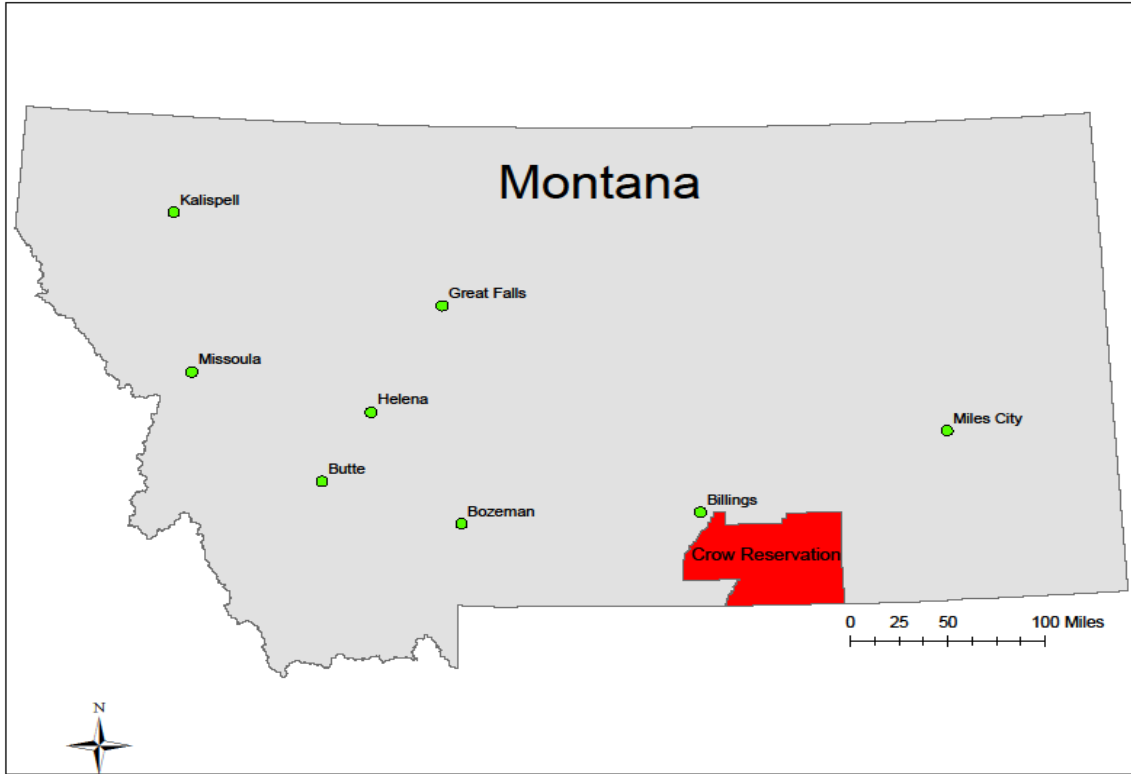 Montana
Kalispell
Great Falls
Missoula
Helena
Miles City
Butte
Billings
Bozeman
Crow Reservation
0 25 50 100 Miles
N